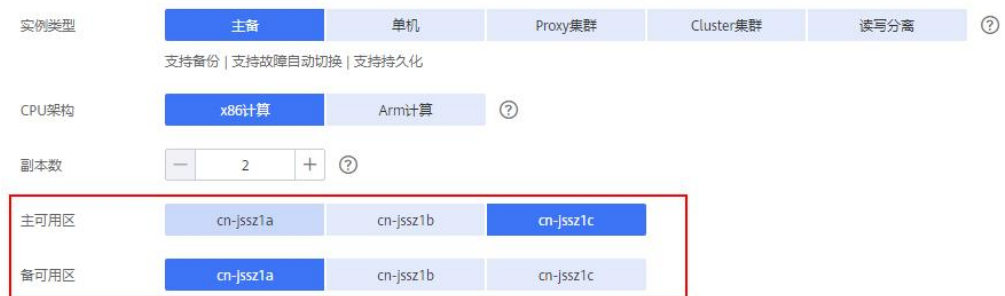 实例类型 主备 单机 Proxy集群 Cluster集群 读写分离 ?
支持备份 | 支持故障自动切换 | 支持持久化
CPU架构 x86计算 Arm计算 ?
副本数 — 2 + ?
主可用区 cn-jssz1a cn-jssz1b cn-jssz1c
备可用区 cn-jssz1a cn-jssz1b cn-jssz1c